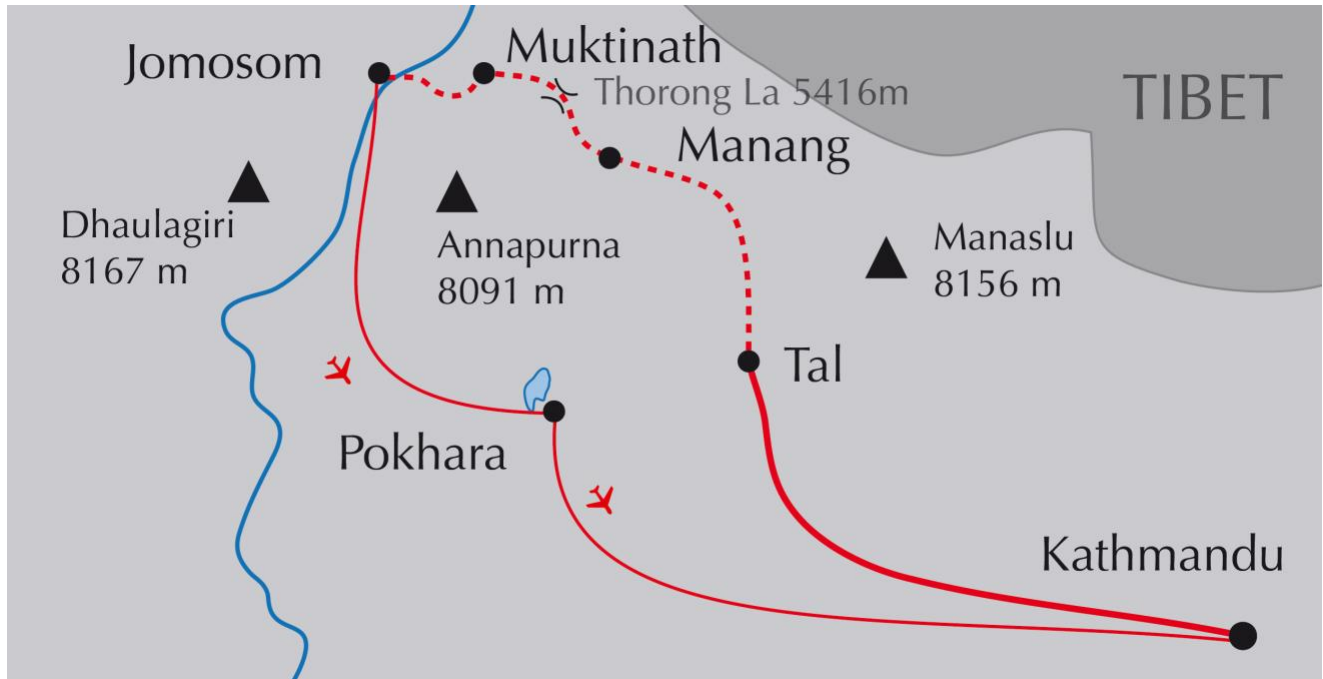 Jomosom
Muktinath
Thorong La 5416m
TIBET
Manang
Dhaulagiri
8167 m
Annapurna
8091 m
Manaslu
8156 m
Tal
Pokhara
Kathmandu